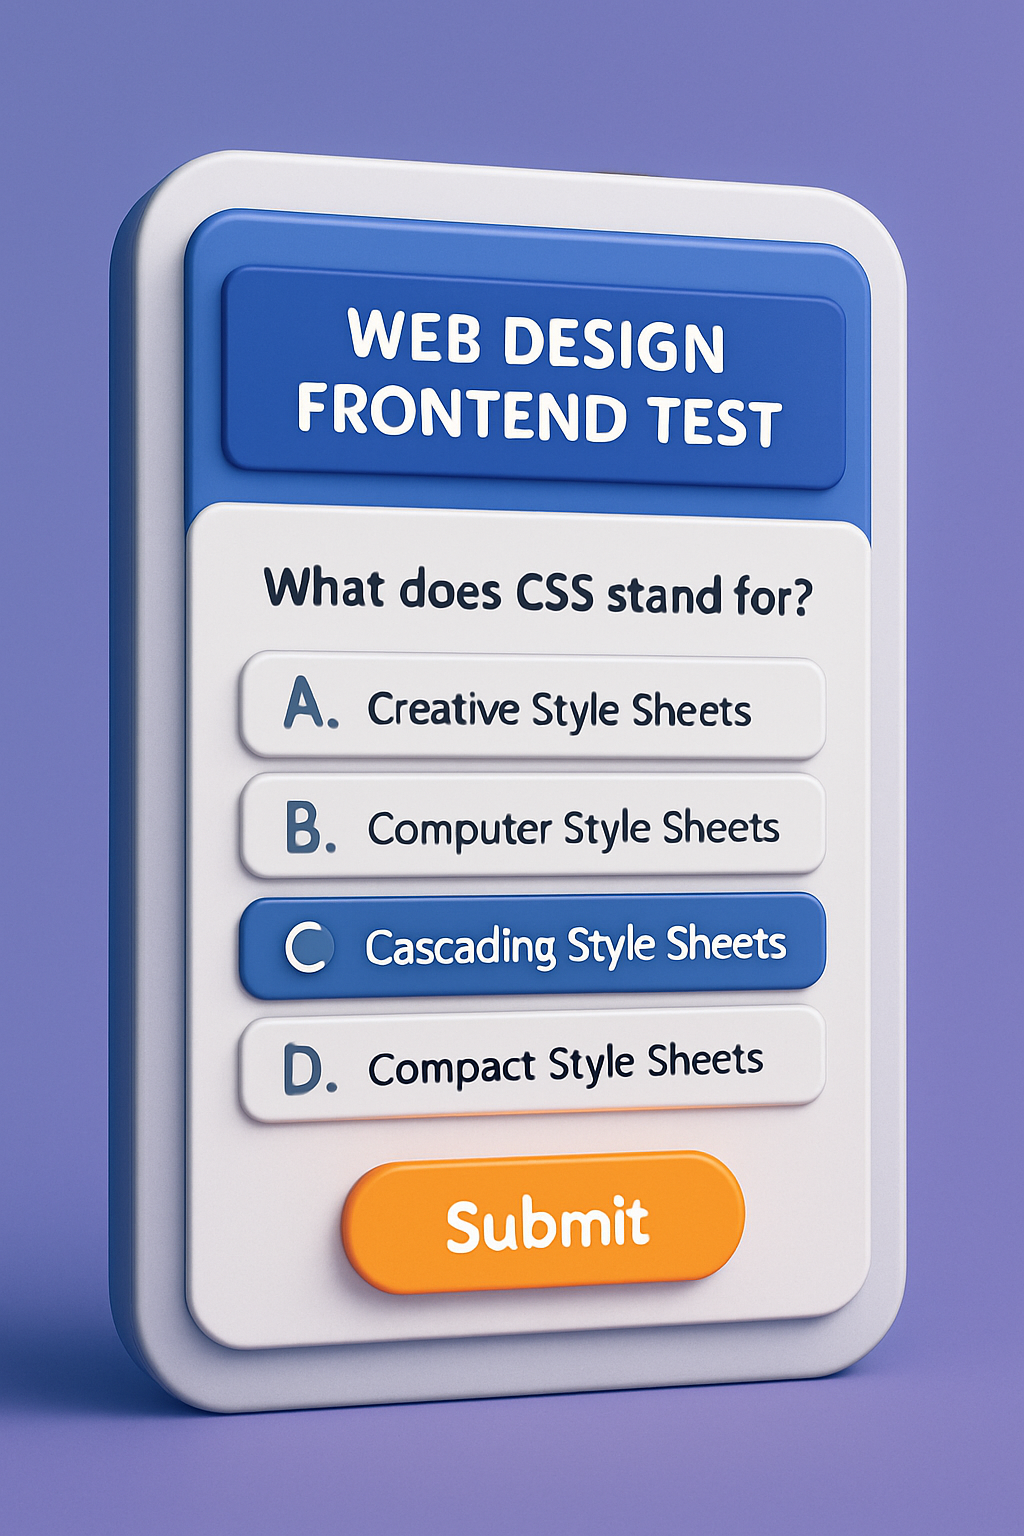 WEB DESIGN
FRONTEND TEST
What does CSS stand for?
A. Creative Style Sheets
B. Computer Style Sheets
C Cascading Style Sheets
D. Compact Style Sheets
Submit